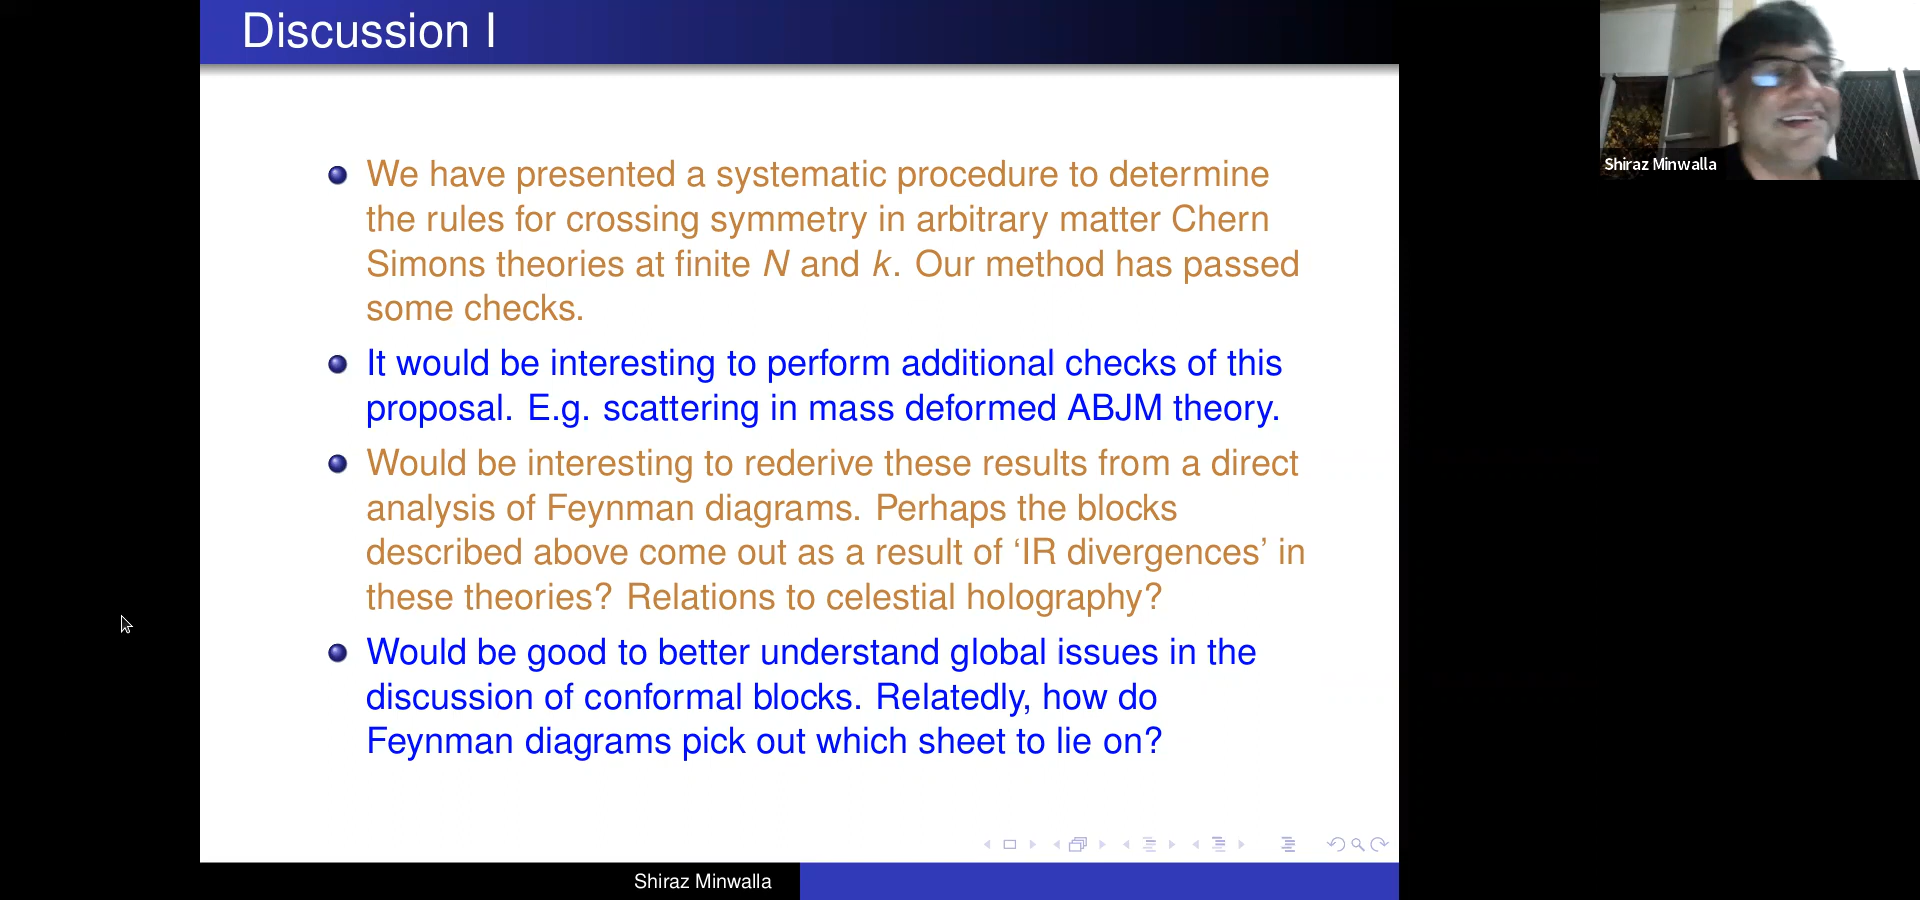 Discussion I
We have presented a systematic procedure to determine
the rules for crossing symmetry in arbitrary matter Chern
Simons theories at finite N and k. Our method has passed
some checks.
It would be interesting to perform additional checks of this
proposal. E.g. scattering in mass deformed ABJM theory.
Would be interesting to rederive these results from a direct
analysis of Feynman diagrams. Perhaps the blocks
described above come out as a result of ‘IR divergences’ in
these theories? Relations to celestial holography?
Would be good to better understand global issues in the
discussion of conformal blocks. Relatedly, how do
Feynman diagrams pick out which sheet to lie on?
Shiraz Minwalla
Shiraz Minwalla